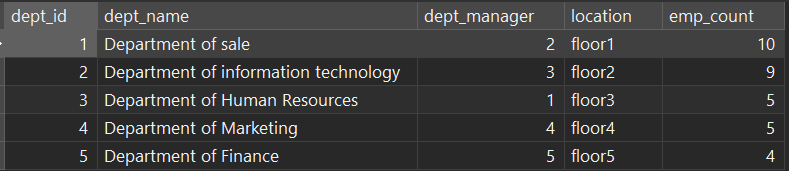 dept_id dept_name dept_manager location emp_count
1 Department of sale 2 floor1 10
2 Department of information technology 3 floor2 9
3 Department of Human Resources 1 floor3 5
4 Department of Marketing 4 floor4 5
5 Department of Finance 5 floor5 4